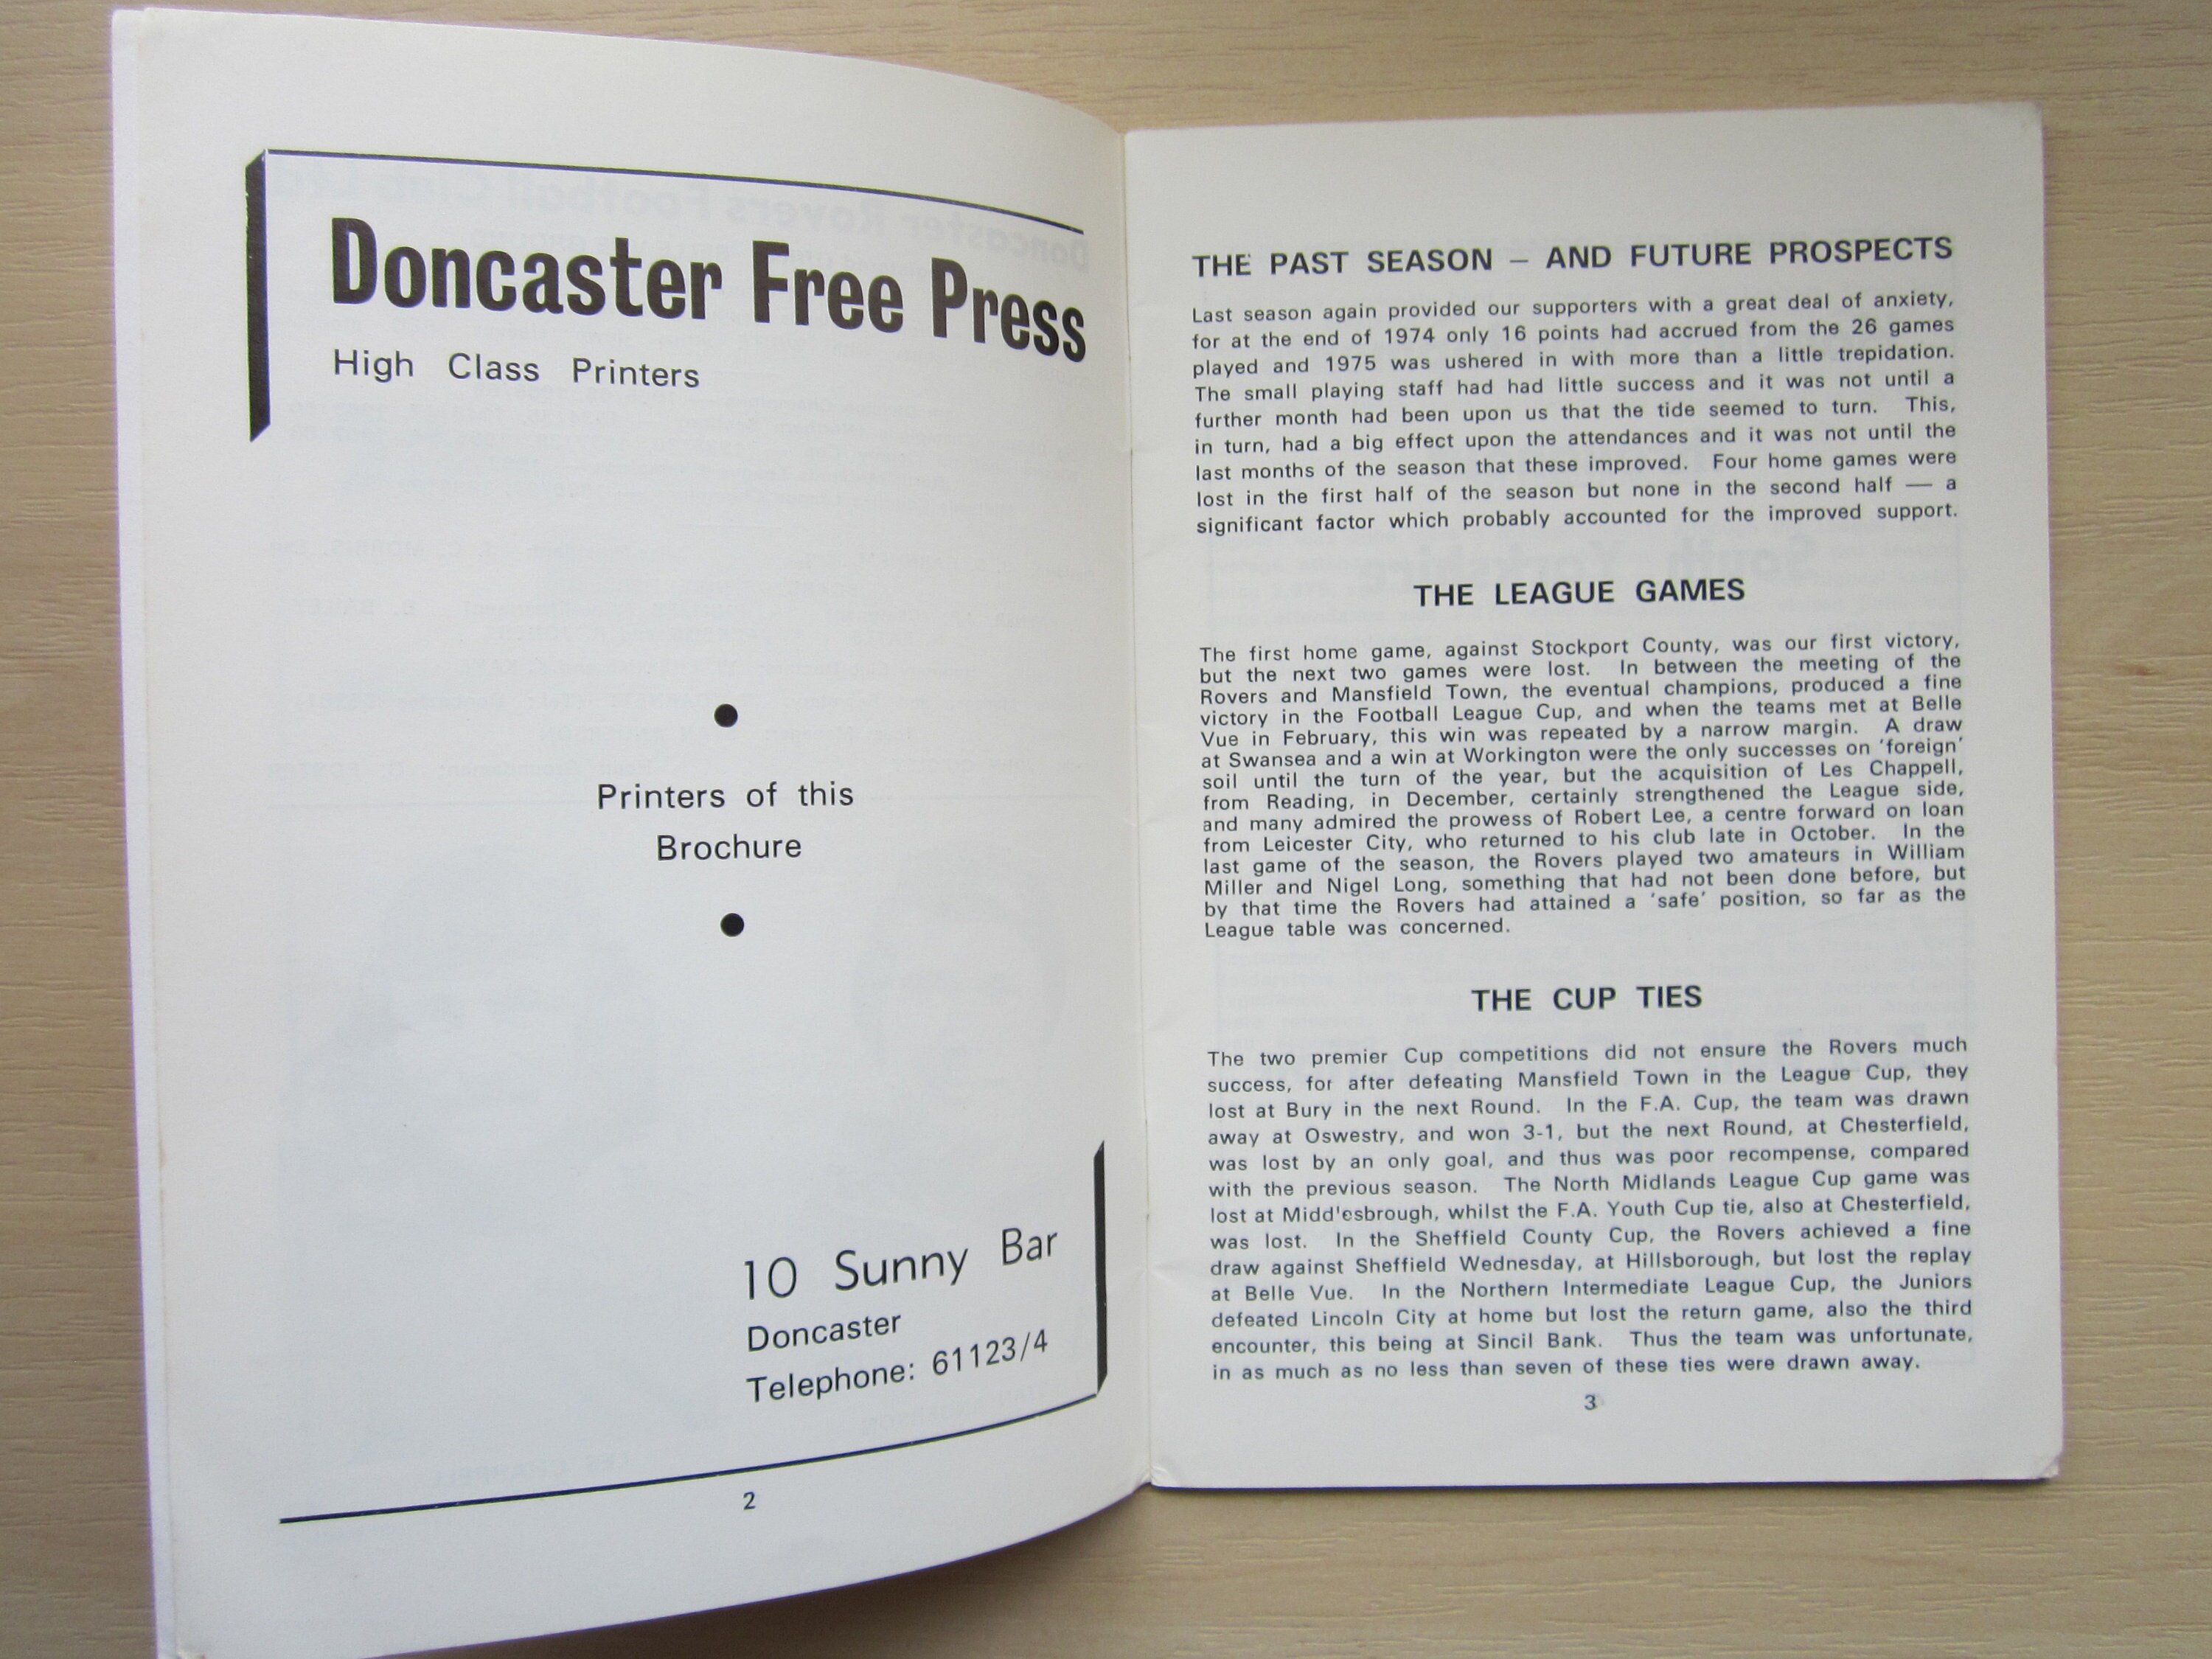 Doncaster Free Press
High Class Printers
Printers of this
Brochure
10 Sunny Bar
Doncaster
Telephone: 61123/4
2
THE PAST SEASON – AND FUTURE PROSPECTS
Last season again provided our supporters with a great deal of anxiety,
for at the end of 1974 only 16 points had accrued from the 26 games
played and 1975 was ushered in with more than a little trepidation.
The small playing staff had had little success and it was not until a
further month had been upon us that the tide seemed to turn. This,
in turn, had a big effect upon the attendances and it was not until the
last months of the season that these improved. Four home games were
lost in the first half of the season but none in the second half — a
significant factor which probably accounted for the improved support.
THE LEAGUE GAMES
The first home game, against Stockport County, was our first victory,
but the next two games were lost. In between the meeting of the
Rovers and Mansfield Town, the eventual champions, produced a fine
victory in the Football League Cup, and when the teams met at Belle
Vue in February, this win was repeated by a narrow margin. A draw
at Swansea and a win at Workington were the only successes on 'foreign'
soil until the turn of the year, but the acquisition of Les Chappell,
from Reading, in December, certainly strengthened the League side,
and many admired the prowess of Robert Lee, a centre forward on loan
from Leicester City, who returned to his club late in October. In the
last game of the season, the Rovers played two amateurs in William
Miller and Nigel Long, something that had not been done before, but
by that time the Rovers had attained a 'safe' position, so far as the
League table was concerned.
THE CUP TIES
The two premier Cup competitions did not ensure the Rovers much
success, for after defeating Mansfield Town in the League Cup, they
lost at Bury in the next Round. In the F.A. Cup, the team was drawn
away at Oswestry, and won 3-1, but the next Round, at Chesterfield,
was lost by an only goal, and thus was poor recompense, compared
with the previous season. The North Midlands League Cup game was
lost at Midd'esbrough, whilst the F.A. Youth Cup tie, also at Chesterfield,
was lost. In the Sheffield County Cup, the Rovers achieved a fine
draw against Sheffield Wednesday, at Hillsborough, but lost the replay
at Belle Vue. In the Northern Intermediate League Cup, the Juniors
defeated Lincoln City at home but lost the return game, also the third
encounter, this being at Sincil Bank. Thus the team was unfortunate,
in as much as no less than seven of these ties were drawn away.
3